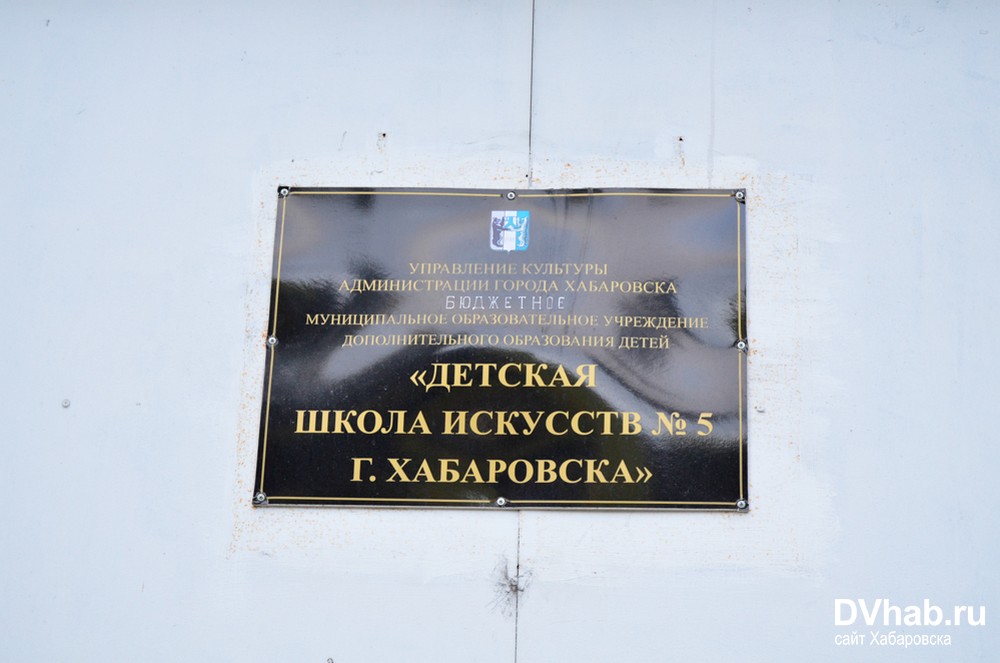 УПРАВЛЕНИЕ КУЛЬТУРЫ
АДМИНИСТРАЦИИ ГОРОДА ХАБАРОВСКА
БЮДЖЕТНОЕ
МУНИЦИПАЛЬНОЕ ОБРАЗОВАТЕЛЬНОЕ УЧРЕЖДЕНИЕ
ДОПОЛНИТЕЛЬНОГО ОБРАЗОВАНИЯ ДЕТЕЙ
«ДЕТСКАЯ
ШКОЛА ИСКУССТВ № 5
Г. ХАБАРОВСКА»
DVhab.ru
сайт Хабаровска